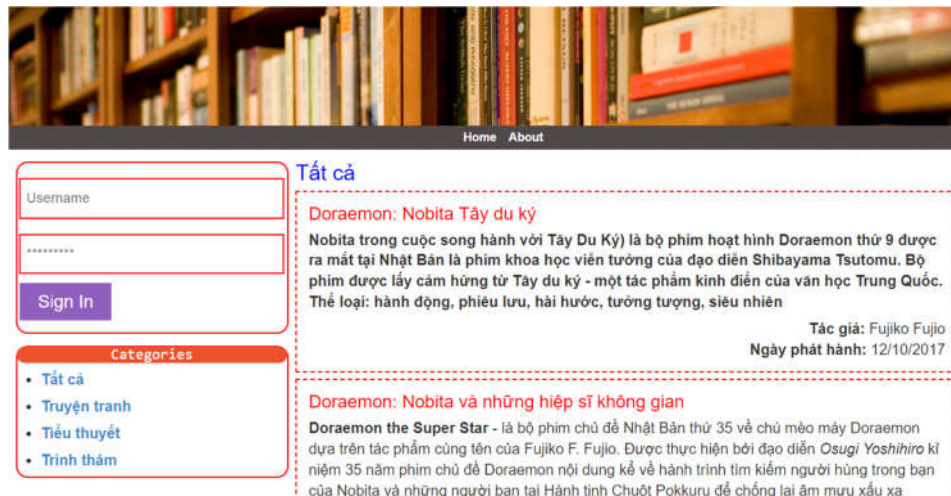 Home About
Username
*********
Sign In
Categories
Tất cả
Truyện tranh
Tiểu thuyết
Trinh thám
Tất cả
Doraemon: Nobita Tây du ký
Nobita trong cuộc song hành với Tây Du Ký) là bộ phim hoạt hình Doraemon thứ 9 được
ra mắt tại Nhật Bản là phim khoa học viễn tưởng của đạo diễn Shibayama Tsutomu. Bộ
phim được lấy cảm hứng từ Tây du ký - một tác phẩm kinh điển của văn học Trung Quốc.
Thể loại: hành động, phiêu lưu, hài hước, tưởng tượng, siêu nhiên
Tác giả: Fujiko Fujio
Ngày phát hành: 12/10/2017
Doraemon: Nobita và những hiệp sĩ không gian
Doraemon the Super Star - là bộ phim chủ đề Nhật Bản thứ 35 về chú mèo máy Doraemon
dựa trên tác phẩm cùng tên của Fujiko F. Fujio. Được thực hiện bởi đạo diễn Osugi Yoshihiro kỉ
niệm 35 năm phim chủ đề Doraemon nội dung kể về hành trình tìm kiếm người hùng trong bạn
của Nobita và những người bạn tại Hành tinh Chuột Pokkuru để chống lại âm mưu xấu xa